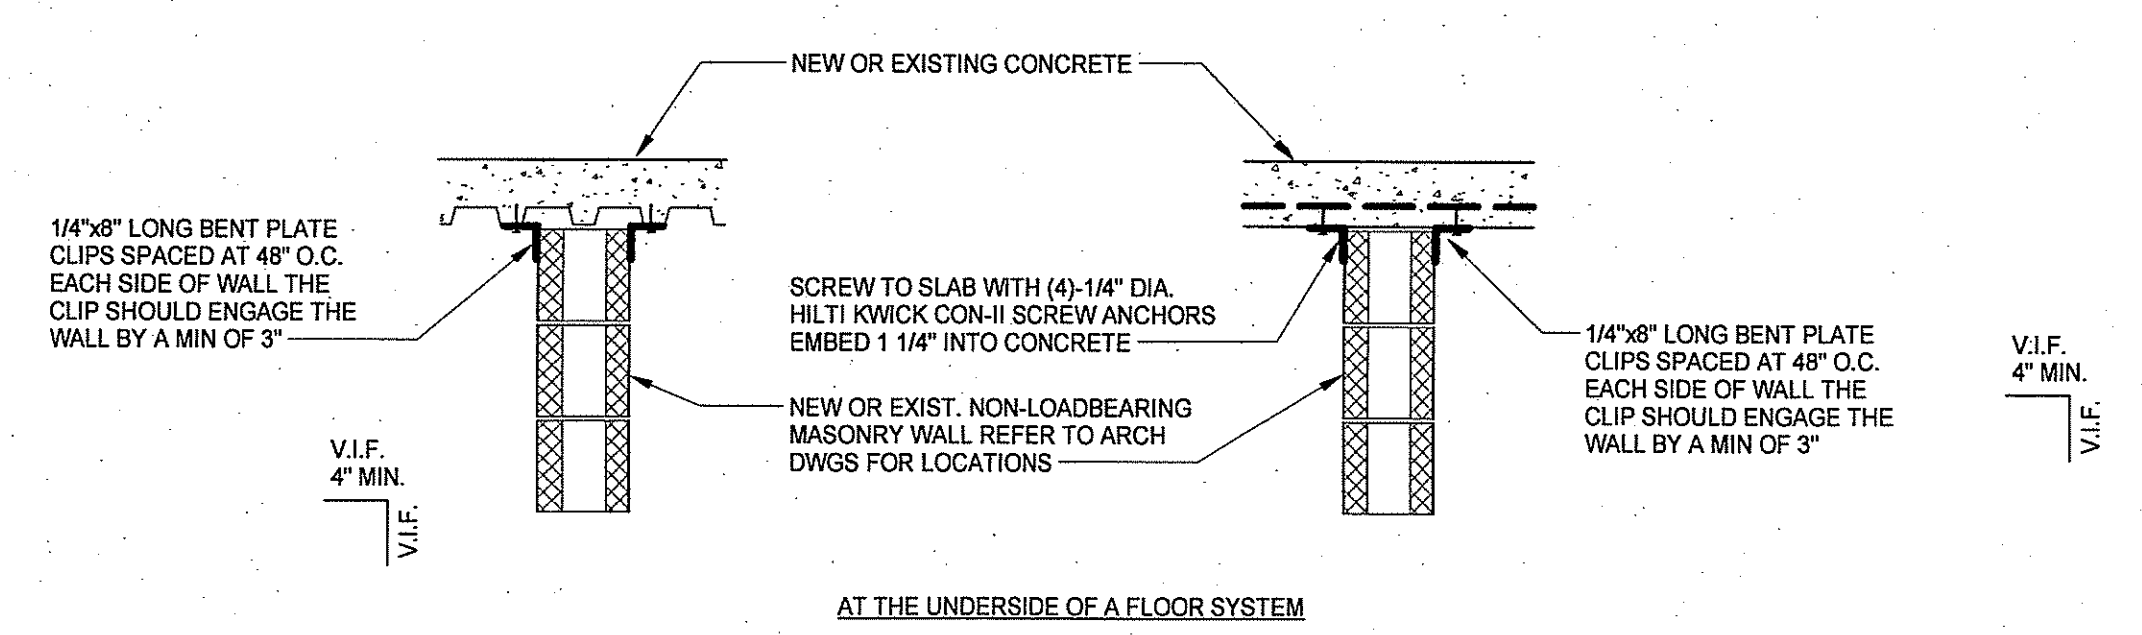 NEW OR EXISTING CONCRETE
1/4"x8" LONG BENT PLATE
CLIPS SPACED AT 48" O.C.
EACH SIDE OF WALL THE
CLIP SHOULD ENGAGE THE
WALL BY A MIN OF 3"
SCREW TO SLAB WITH (4)-1/4" DIA.
HILTI KWICK CON-II SCREW ANCHORS
EMBED 1 1/4" INTO CONCRETE
1/4"x8" LONG BENT PLATE
CLIPS SPACED AT 48" O.C.
EACH SIDE OF WALL THE
CLIP SHOULD ENGAGE THE
WALL BY A MIN OF 3"
V.I.F.
4" MIN.
V.I.F.
NEW OR EXIST. NON-LOADBEARING
MASONRY WALL REFER TO ARCH
DWGS FOR LOCATIONS
V.I.F.
4" MIN.
V.I.F.
AT THE UNDERSIDE OF A FLOOR SYSTEM